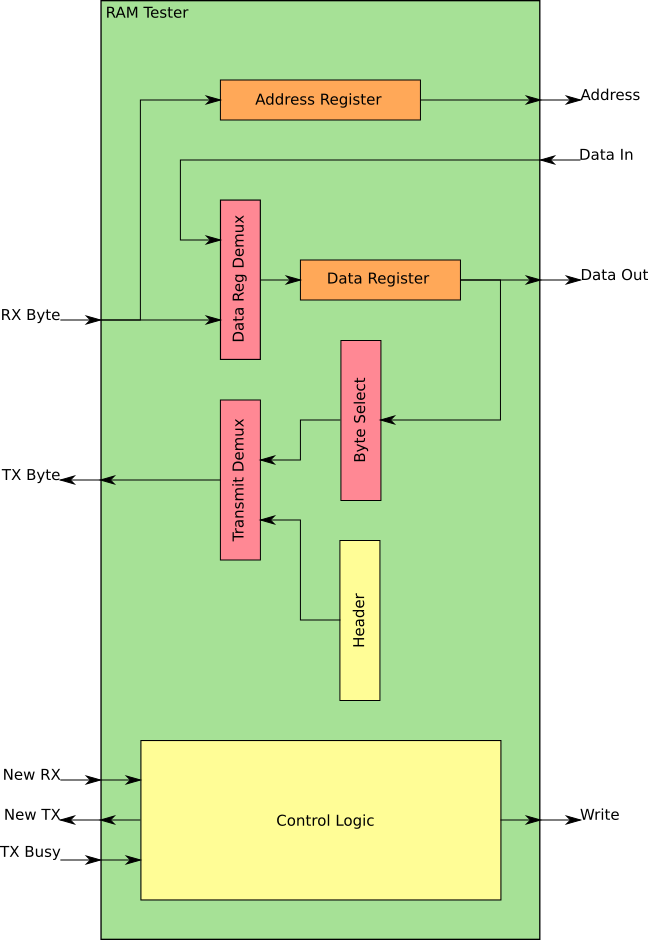 RAM Tester
Address Register
Address
Data In
Data Reg Demux
Data Register
Data Out
RX Byte
Byte Select
Transmit Demux
TX Byte
Header
New RX
New TX
Control Logic
Write
TX Busy